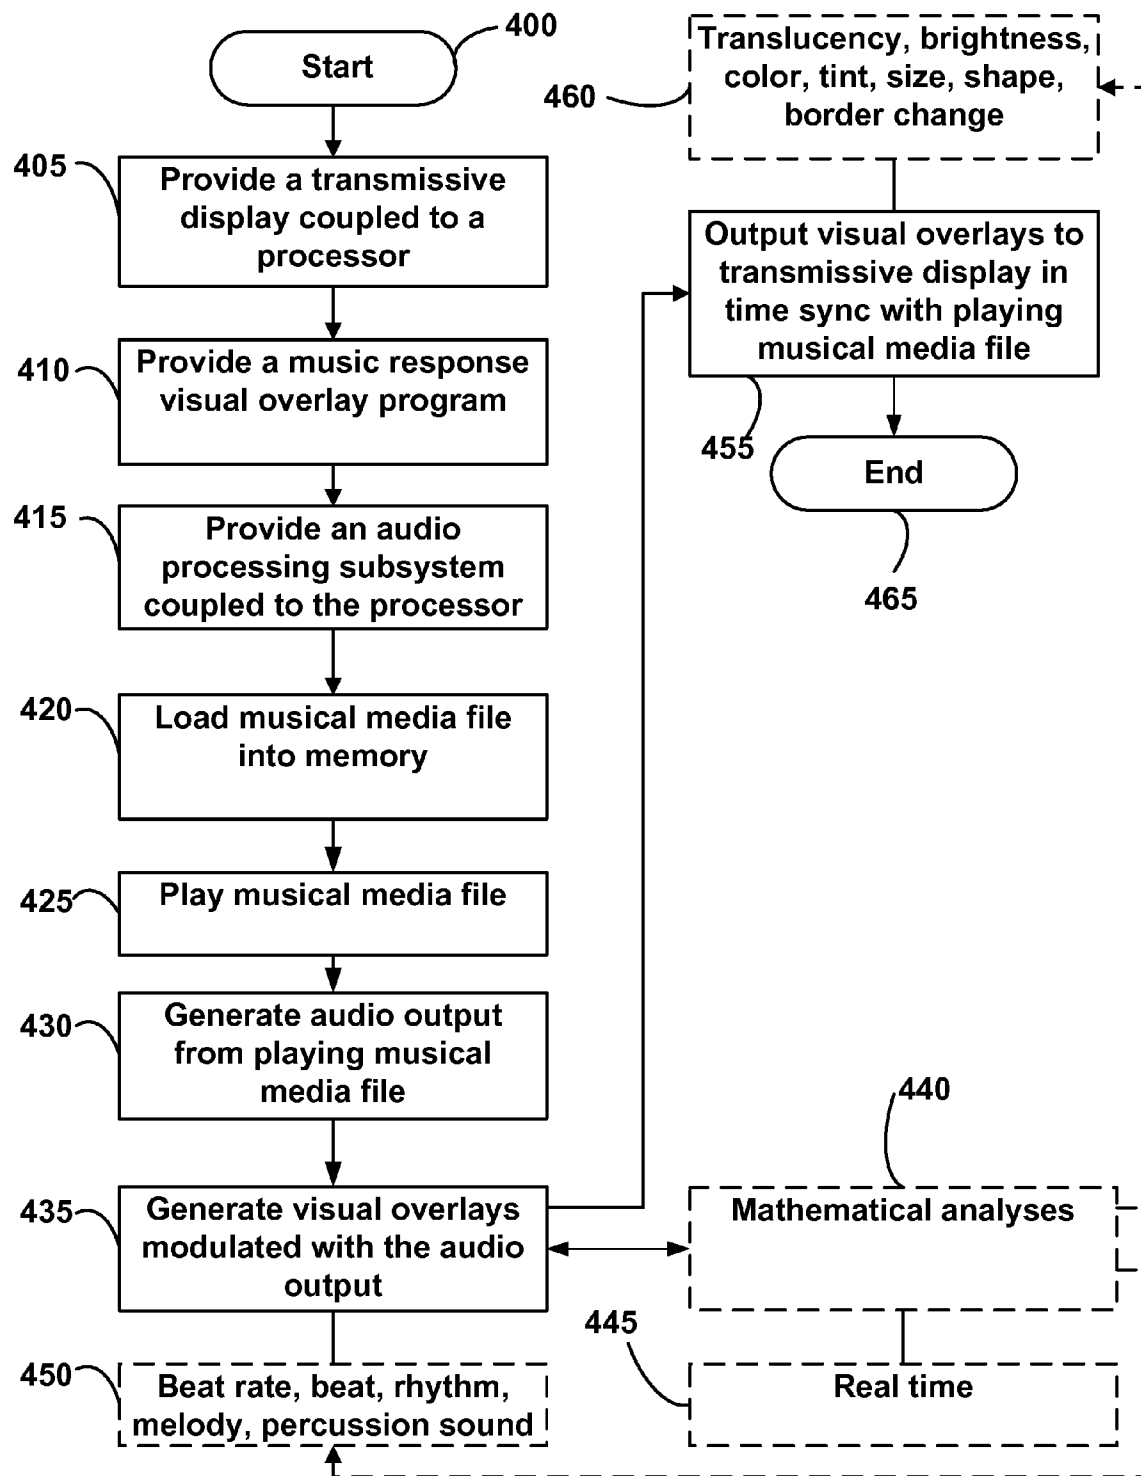 400
Start
405
Provide a transmissive
display coupled to a
processor
410
Provide a music response
visual overlay program
415
Provide an audio
processing subsystem
coupled to the processor
420
Load musical media file
into memory
425
Play musical media file
430
Generate audio output
from playing musical
media file
435
Generate visual overlays
modulated with the audio
output
450
Beat rate, beat, rhythm,
melody, percussion sound
460
Translucency, brightness,
color, tint, size, shape,
border change
Output visual overlays to
transmissive display in
time sync with playing
musical media file
455
End
465
440
Mathematical analyses
445
Real time